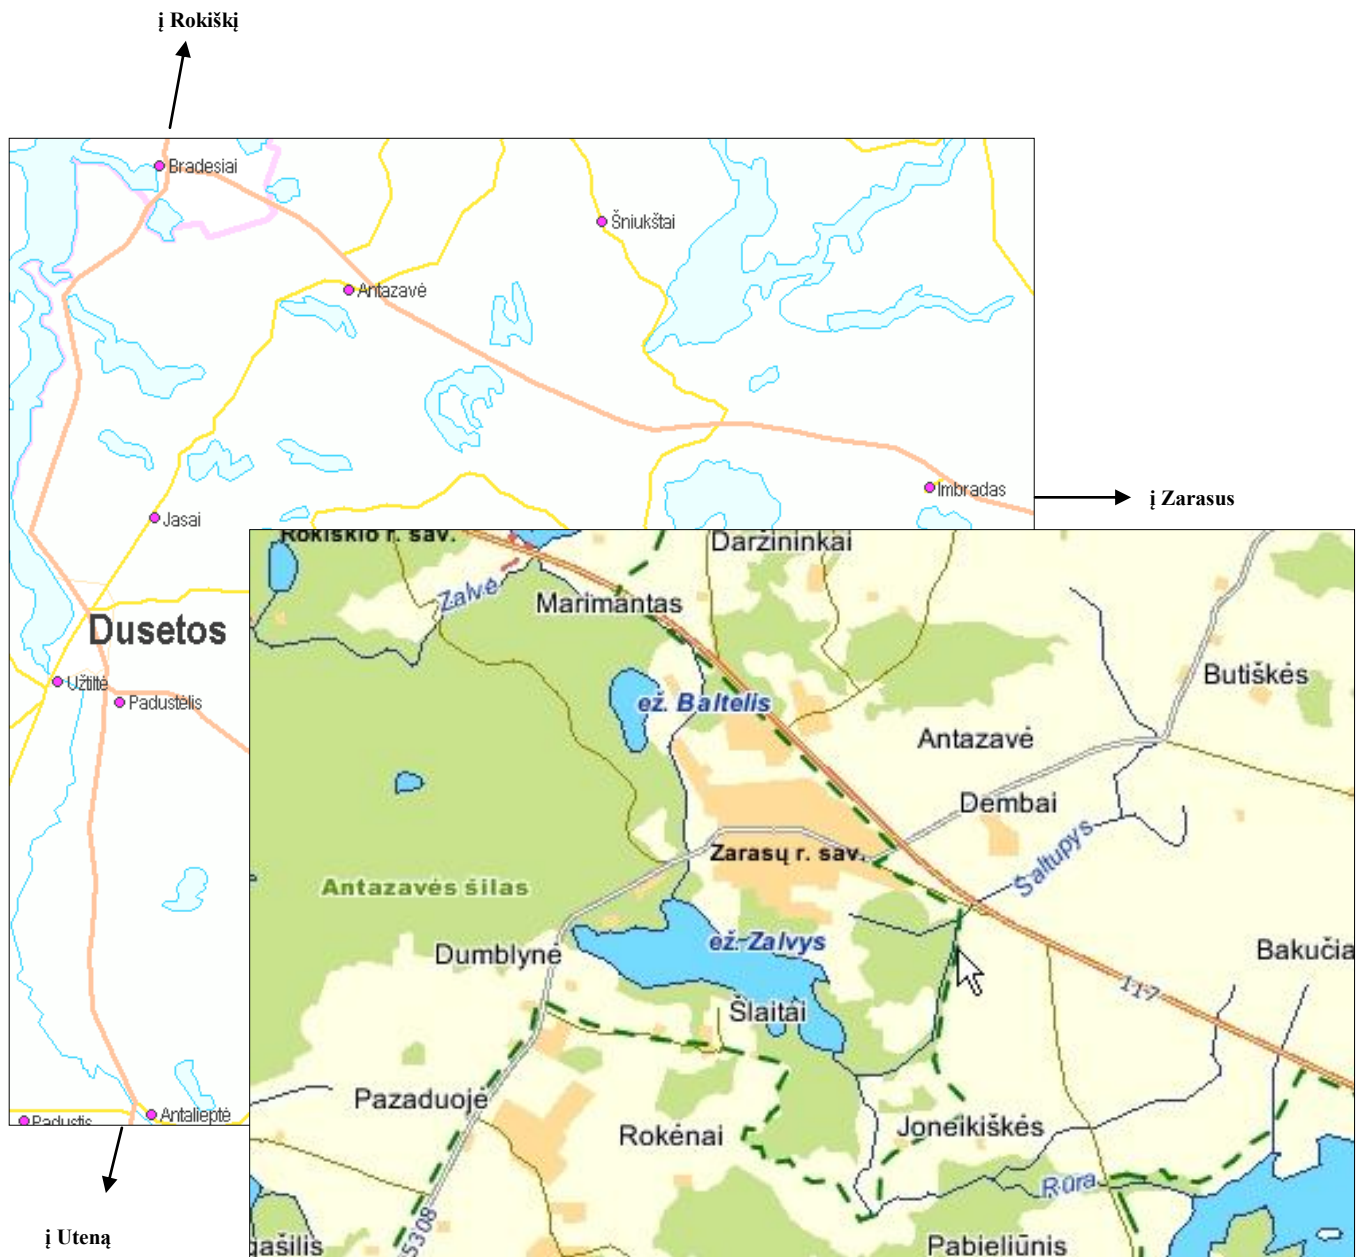 į Rokiškį
Bradesiai
Šniukštai
Antazavė
Imbradas
į Zarasus
Jasai
Dusetos
Užtiltė
Padustėlis
Antalieptė
Padustis
į Uteną
Rokiškio r. sav.
Daržininkai
Zalvė
Marimantas
Butiškės
ež. Baltelis
Antazavė
Dembai
Zarasų r. sav.
Šaltupys
Antazavės šilas
Dumblynė
ež. Zalvys
Bakučia
117
Šlaitai
Pazaduojė
Rokėnai
Joneikiškės
Rūra
5308
gašilis
Pabieliūnis